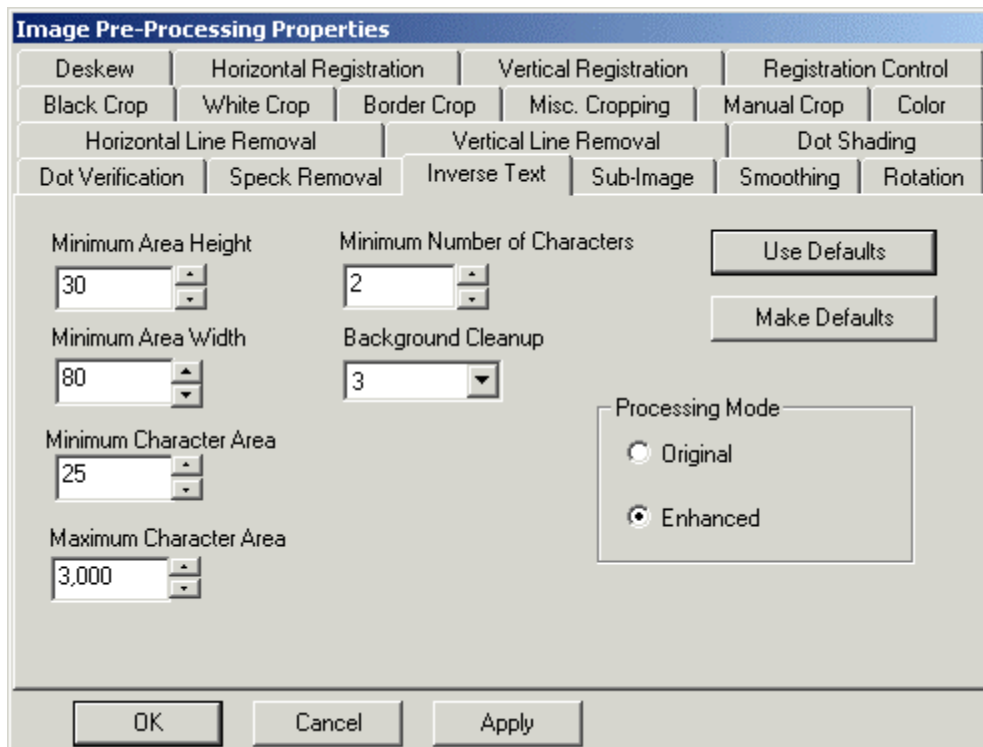 Image Pre-Processing Properties
Deskew Horizontal Registration Vertical Registration Registration Control
Black Crop White Crop Border Crop Misc. Cropping Manual Crop Color
Horizontal Line Removal Vertical Line Removal Dot Shading
Dot Verification Speck Removal Inverse Text Sub-Image Smoothing Rotation
Minimum Area Height Minimum Number of Characters Use Defaults
30 2
Make Defaults
Minimum Area Width Background Cleanup
80 3
Processing Mode
Minimum Character Area Original
25
Enhanced
Maximum Character Area
3,000
OK Cancel Apply